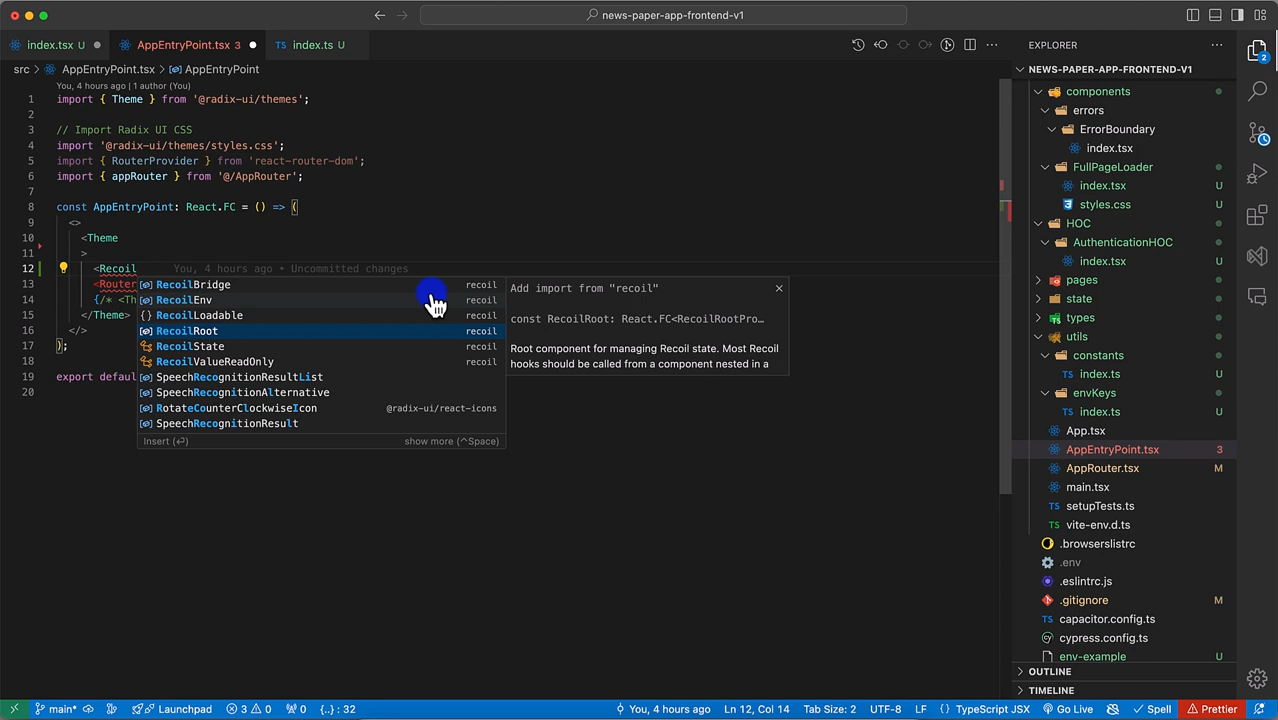 news-paper-app-frontend-v1
index.tsx U
AppEntryPoint.tsx 3
TS index.ts U
src > AppEntryPoint.tsx > AppEntryPoint
You, 4 hours ago | 1 author (You)
1 import { Theme } from '@radix-ui/themes';
2
3 // Import Radix UI CSS
4 import '@radix-ui/themes/styles.css';
5 import { RouterProvider } from 'react-router-dom';
6 import { appRouter } from '@/AppRouter';
7
8 const AppEntryPoint: React.FC = () => (
9 <>
10 <Theme
11 >
12 <Recoil You, 4 hours ago • Uncommitted changes
13 <Router
14 {/* <Th
15 </Theme>
16 </>
17 );
18
19 export defaul
20
RecoilBridge recoil
RecoilEnv recoil
RecoilLoadable recoil
RecoilRoot recoil
RecoilState recoil
RecoilValueReadOnly recoil
SpeechRecognitionResultList
SpeechRecognitionAlternative
RotateCounterClockwiseIcon @radix-ui/react-icons
SpeechRecognitionResult
Insert (⏎) show more (^Space)
Add import from "recoil"
const RecoilRoot: React.FC<RecoilRootPro…
Root component for managing Recoil state. Most Recoil
hooks should be called from a component nested in a
EXPLORER
NEWS-PAPER-APP-FRONTEND-V1
components
errors
ErrorBoundary
index.tsx
FullPageLoader
index.tsx U
styles.css U
HOC
AuthenticationHOC
index.tsx U
pages
state
types
utils
constants
TS index.ts U
envKeys
TS index.ts U
App.tsx
AppEntryPoint.tsx 3
AppRouter.tsx M
main.tsx
TS setupTests.ts
TS vite-env.d.ts
.browserslistrc
.env
.eslintrc.js
.gitignore M
TS capacitor.config.ts
cypress.config.ts
env-example U
OUTLINE
TIMELINE
2
main* Launchpad 3 0 0 {..} : 32 You, 4 hours ago Ln 12, Col 14 Tab Size: 2 UTF-8 LF {} TypeScript JSX Go Live Spell Prettier